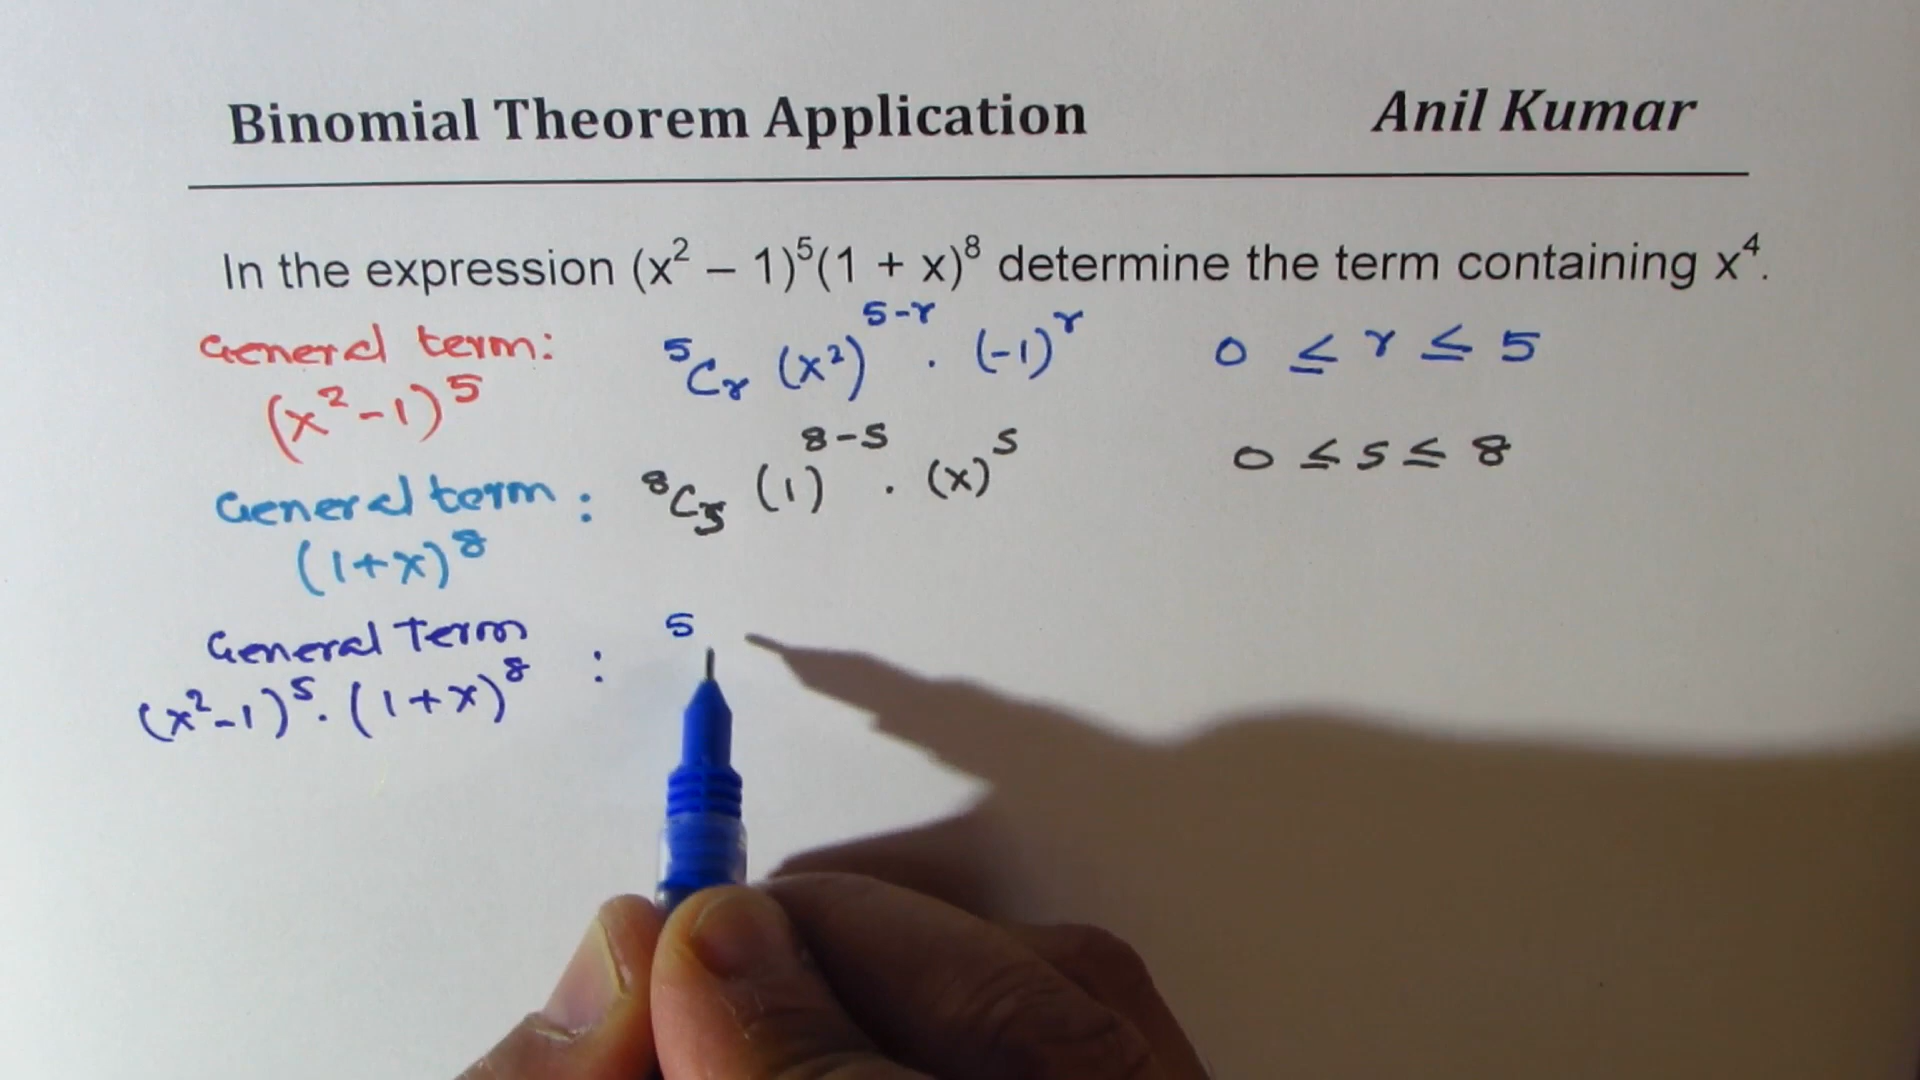 Binomial Theorem Application Anil Kumar
In the expression (x² – 1)⁵(1 + x)⁸ determine the term containing x⁴.
General term: ⁵Cᵣ (x²)⁵⁻ʳ · (-1)ʳ 0 ≤ r ≤ 5
(x²-1)⁵
General term : ⁸Cₛ (1)⁸⁻ˢ · (x)ˢ 0 ≤ s ≤ 8
(1+x)⁸
General Term : 5
(x²-1)⁵ · (1+x)⁸